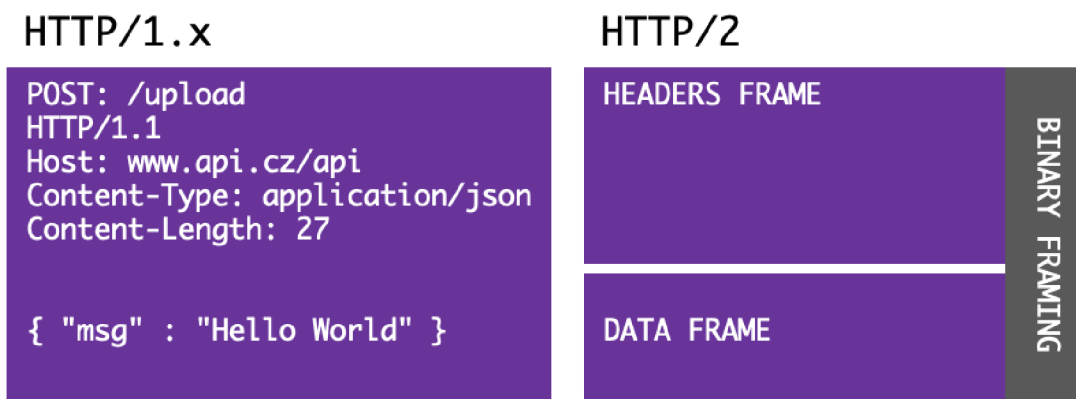 HTTP/1.x
POST: /upload
HTTP/1.1
Host: www.api.cz/api
Content-Type: application/json
Content-Length: 27
{ "msg" : "Hello World" }
HTTP/2
HEADERS FRAME
DATA FRAME
BINARY FRAMING